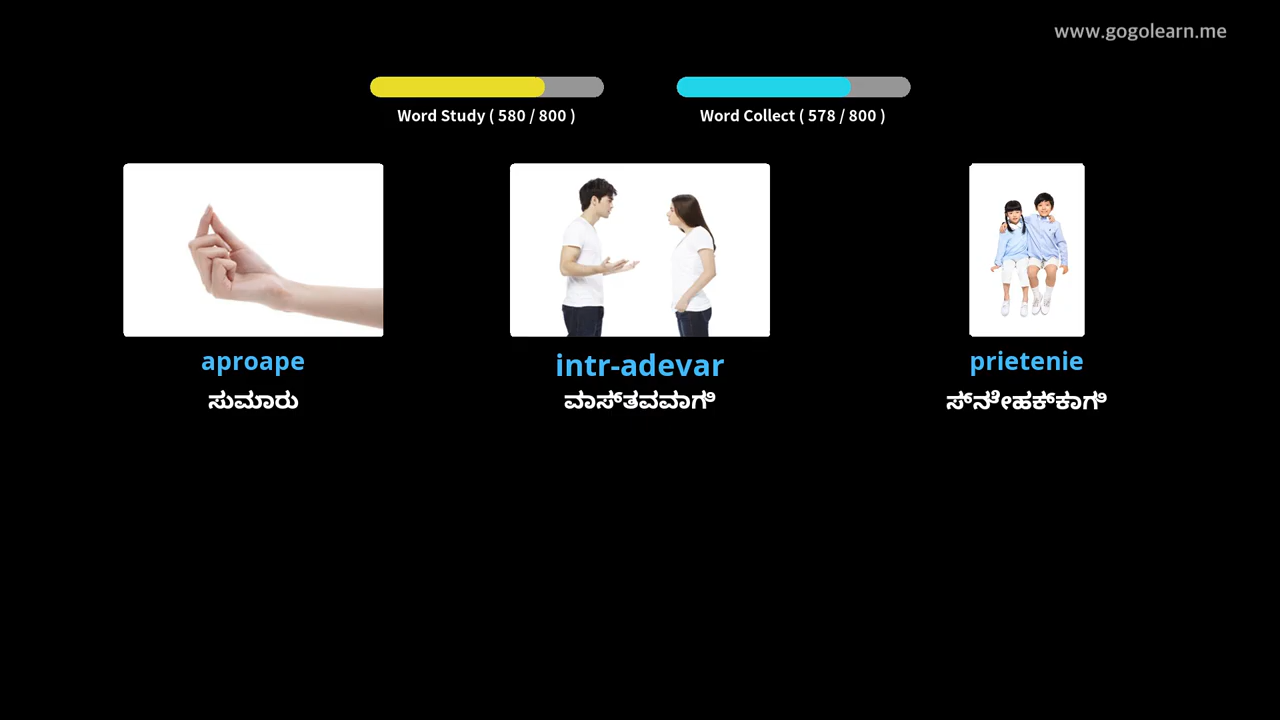 www.gogolearn.me
Word Study ( 580 / 800 )
Word Collect ( 578 / 800 )
aproape
intr-adevar
prietenie
ಸುಮಾರು
ವಾಸ್ತವವಾಗಿ
ಸ್ನೇಹಕ್ಕಾಗಿ